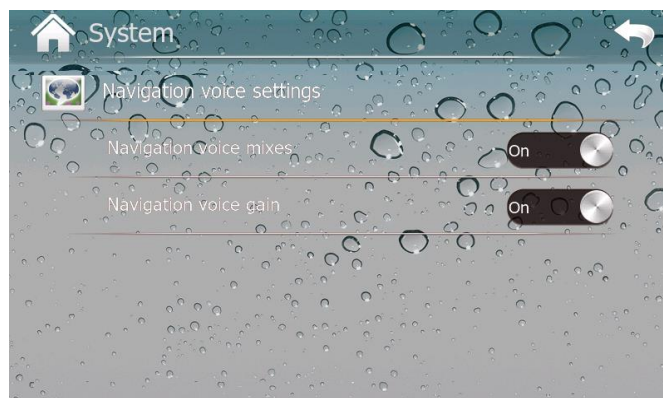 System
Navigation voice settings
Navigation voice mixes
On
Navigation voice gain
On